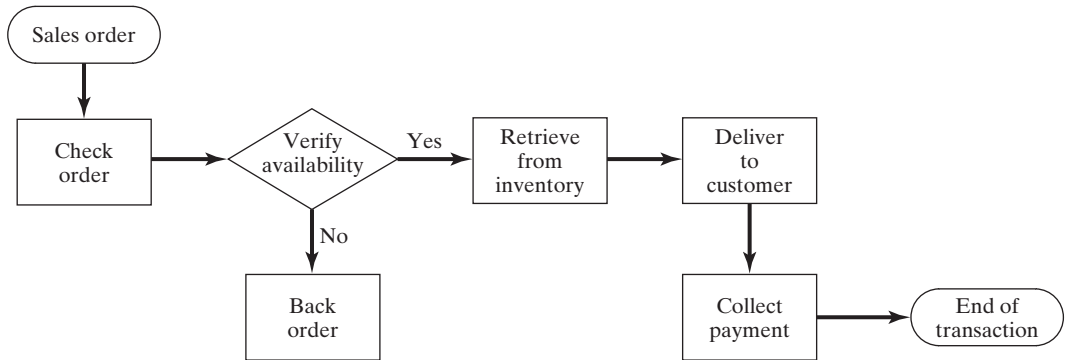 Sales order
Check
order
Verify
availability
Yes
No
Back
order
Retrieve
from
inventory
Deliver
to
customer
Collect
payment
End of
transaction